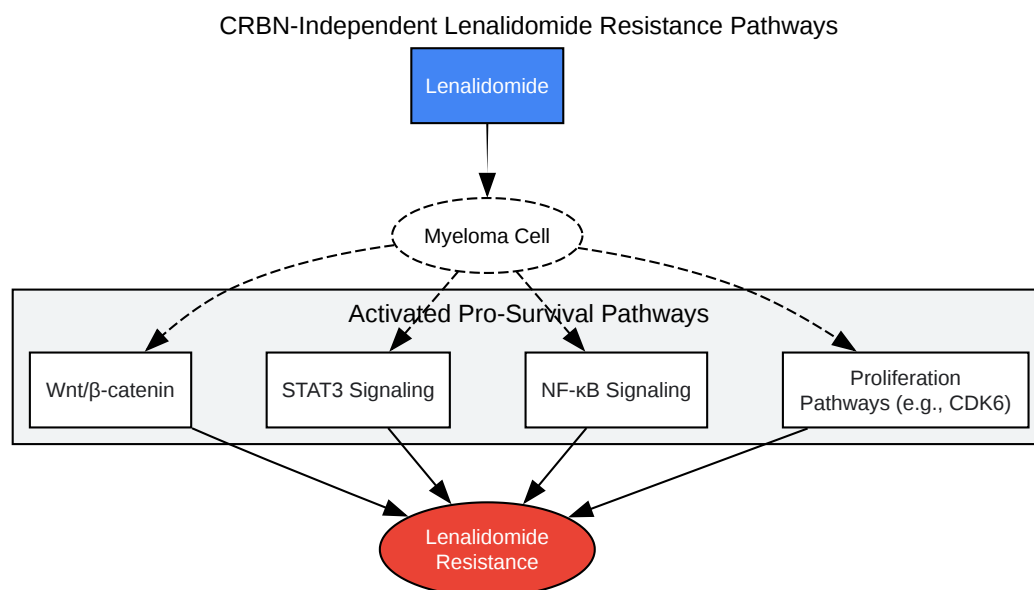 CRBN-Independent Lenalidomide Resistance Pathways
Lenalidomide
Myeloma Cell
Activated Pro-Survival Pathways
Wnt/β-catenin
STAT3 Signaling
NF-κB Signaling
Proliferation
Pathways (e.g., CDK6)
Lenalidomide
Resistance